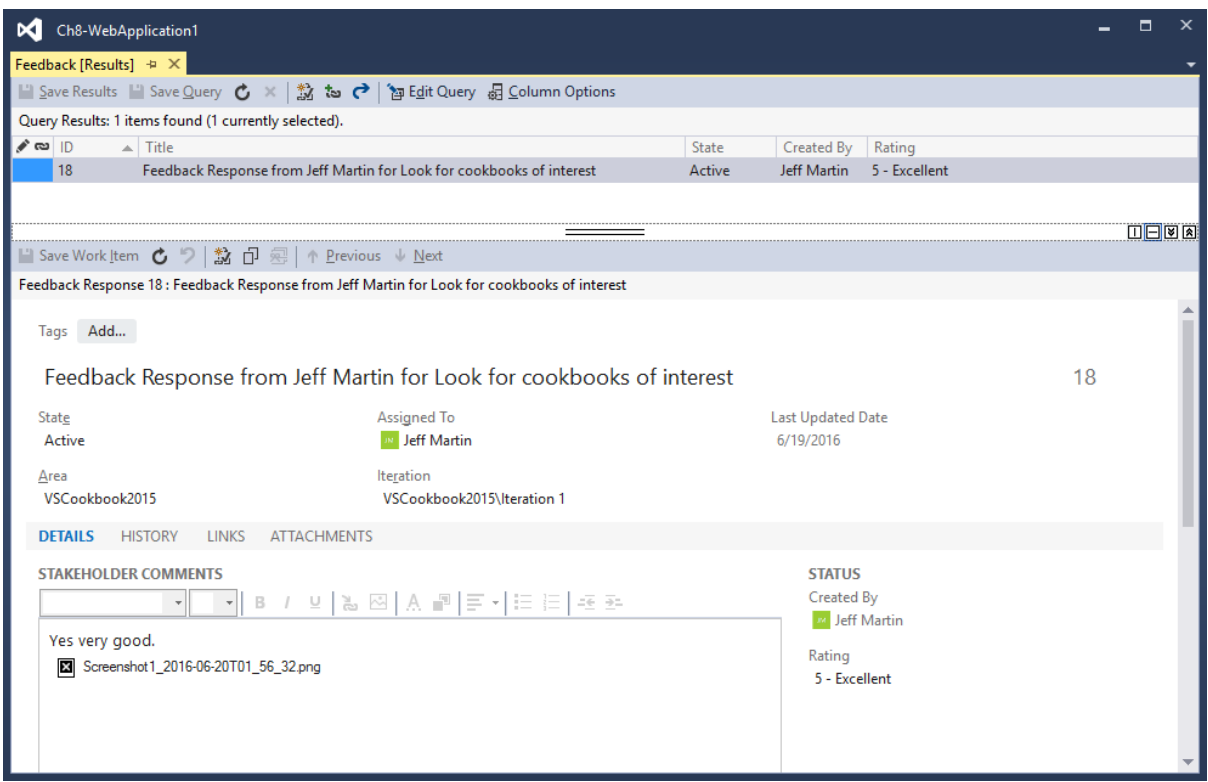 Ch8-WebApplication1
Feedback [Results]
Save Results Save Query Edit Query Column Options
Query Results: 1 items found (1 currently selected).
ID Title State Created By Rating
18 Feedback Response from Jeff Martin for Look for cookbooks of interest Active Jeff Martin 5 - Excellent
Save Work Item Previous Next
Feedback Response 18 : Feedback Response from Jeff Martin for Look for cookbooks of interest
Tags Add...
Feedback Response from Jeff Martin for Look for cookbooks of interest 18
State Assigned To Last Updated Date
Active JM Jeff Martin 6/19/2016
Area Iteration
VSCookbook2015 VSCookbook2015\Iteration 1
DETAILS HISTORY LINKS ATTACHMENTS
STAKEHOLDER COMMENTS STATUS
Created By
B I U A
JM Jeff Martin
Yes very good.
Rating
Screenshot1_2016-06-20T01_56_32.png
5 - Excellent